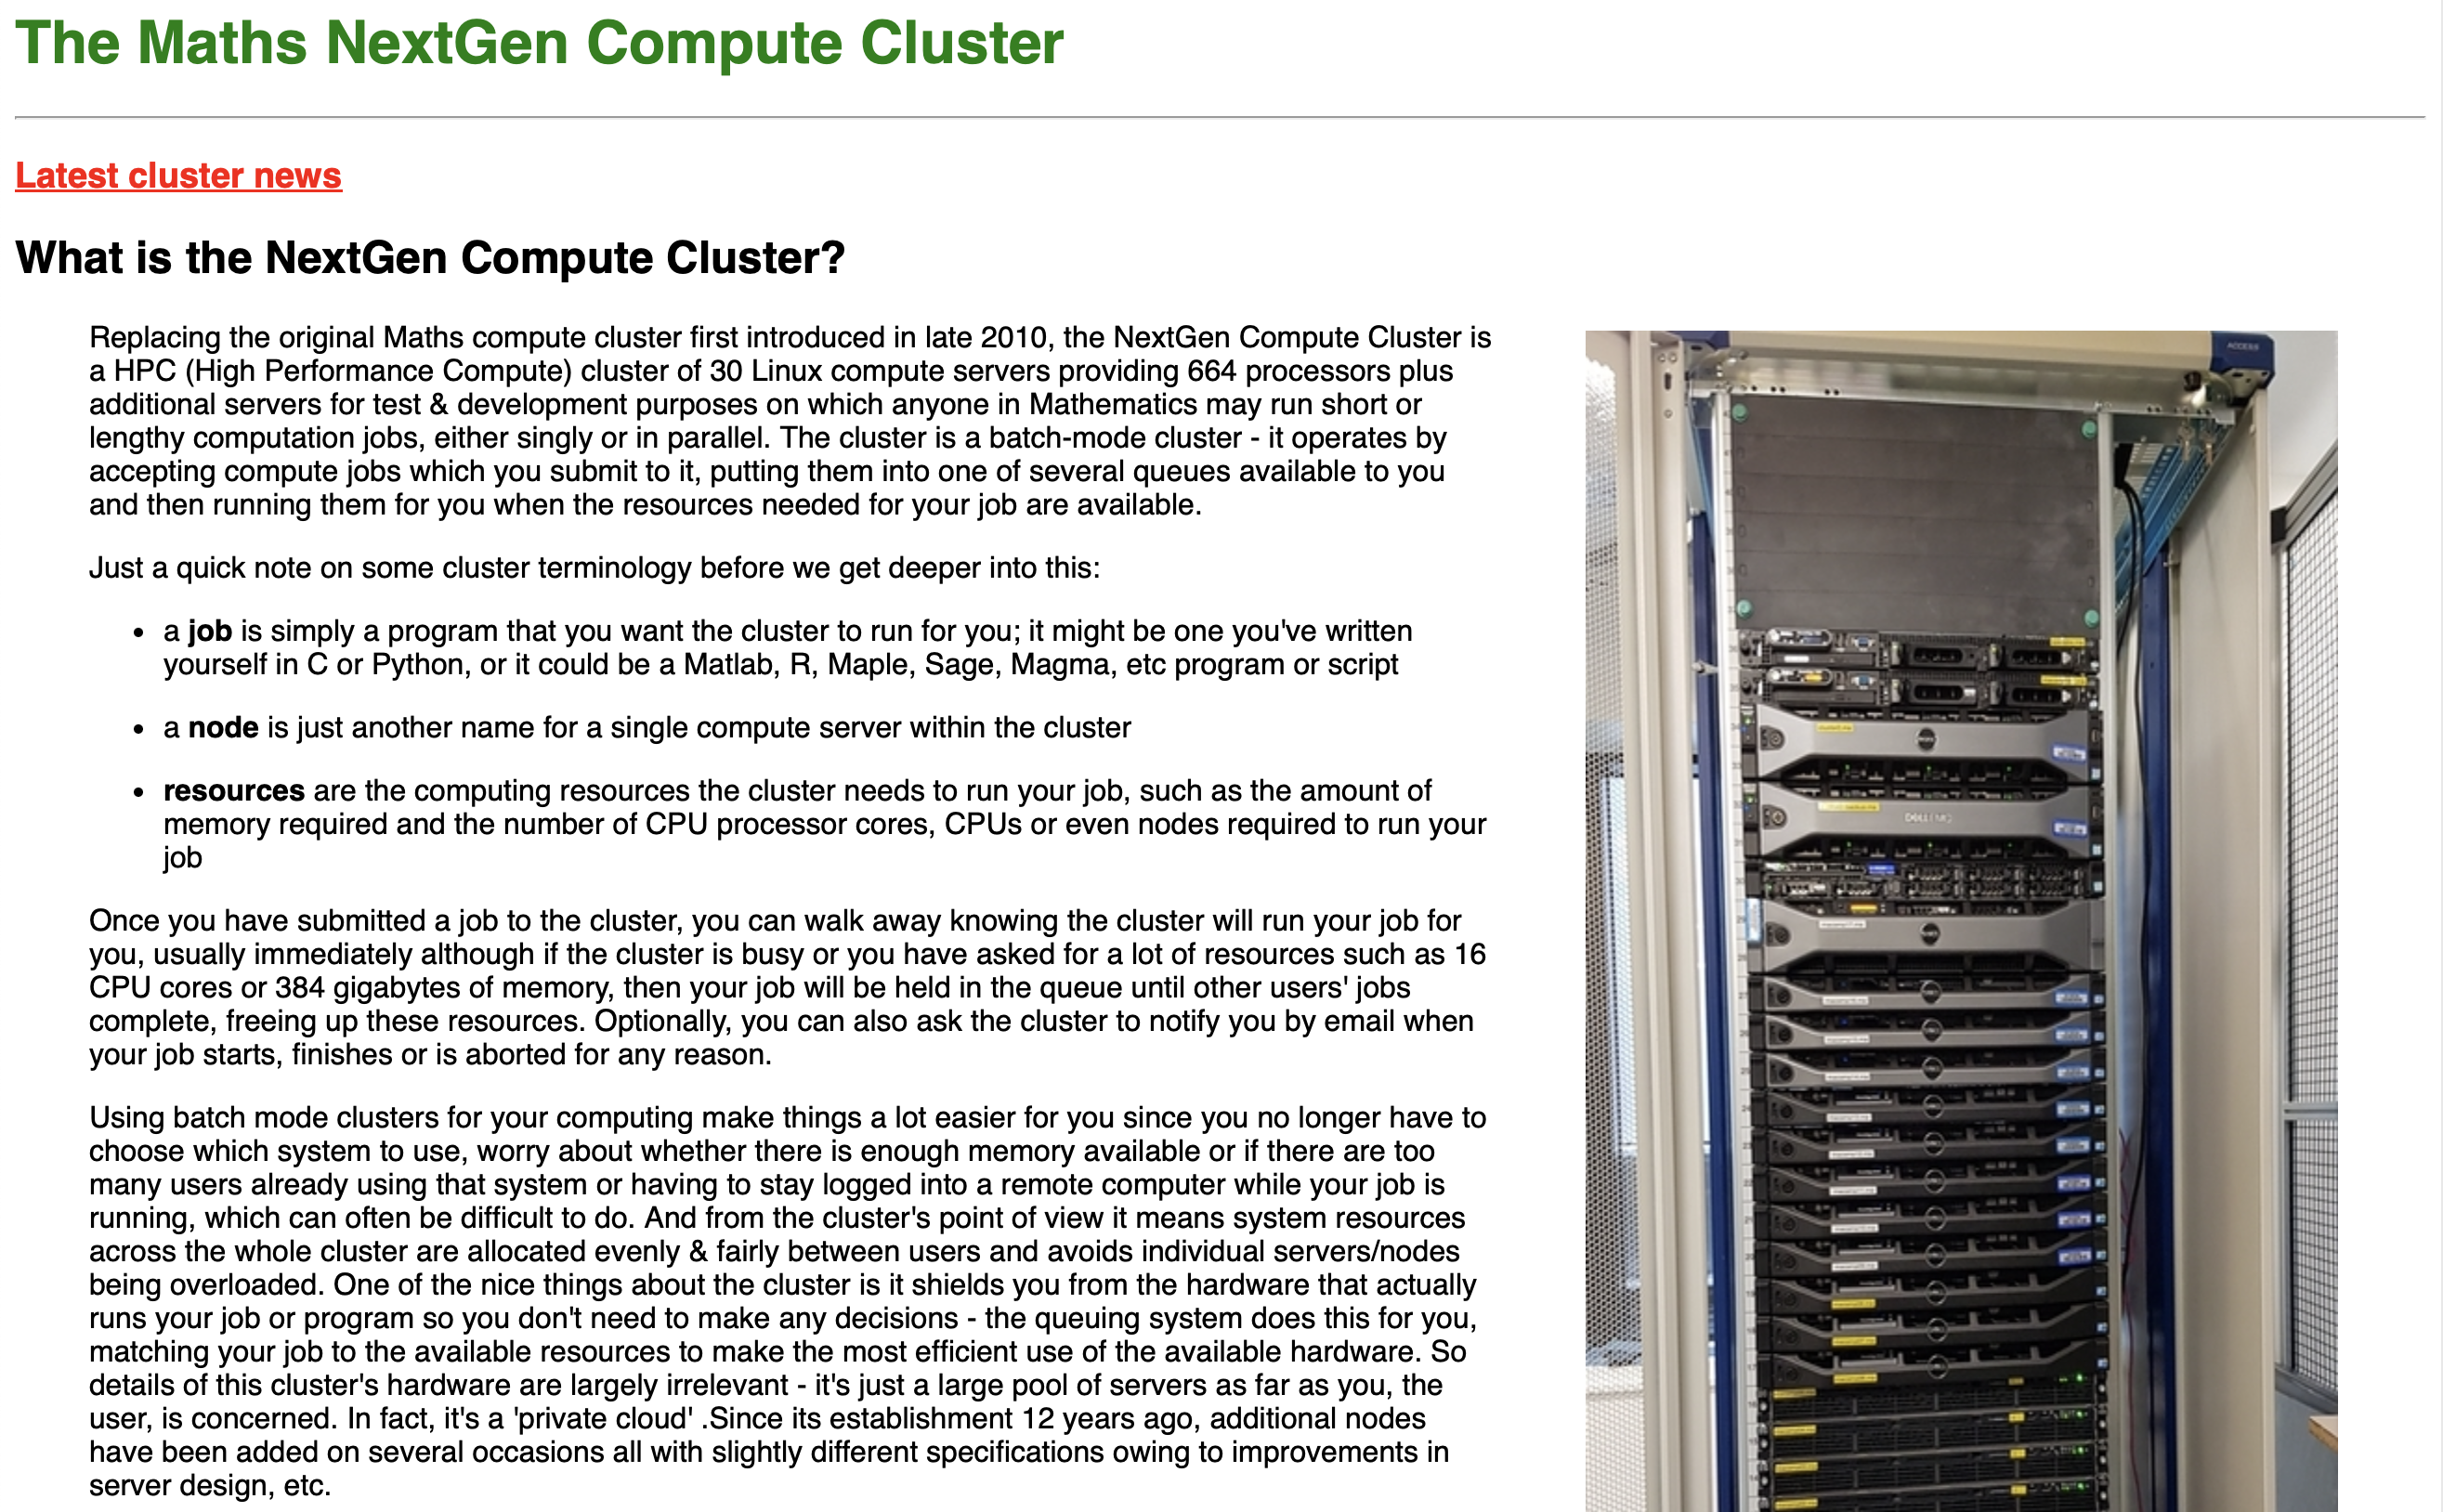 The Maths NextGen Compute Cluster
Latest cluster news
What is the NextGen Compute Cluster?
Replacing the original Maths compute cluster first introduced in late 2010, the NextGen Compute Cluster is
a HPC (High Performance Compute) cluster of 30 Linux compute servers providing 664 processors plus
additional servers for test & development purposes on which anyone in Mathematics may run short or
lengthy computation jobs, either singly or in parallel. The cluster is a batch-mode cluster - it operates by
accepting compute jobs which you submit to it, putting them into one of several queues available to you
and then running them for you when the resources needed for your job are available.
Just a quick note on some cluster terminology before we get deeper into this:
• a job is simply a program that you want the cluster to run for you; it might be one you've written
yourself in C or Python, or it could be a Matlab, R, Maple, Sage, Magma, etc program or script
• a node is just another name for a single compute server within the cluster
• resources are the computing resources the cluster needs to run your job, such as the amount of
memory required and the number of CPU processor cores, CPUs or even nodes required to run your
job
Once you have submitted a job to the cluster, you can walk away knowing the cluster will run your job for
you, usually immediately although if the cluster is busy or you have asked for a lot of resources such as 16
CPU cores or 384 gigabytes of memory, then your job will be held in the queue until other users' jobs
complete, freeing up these resources. Optionally, you can also ask the cluster to notify you by email when
your job starts, finishes or is aborted for any reason.
Using batch mode clusters for your computing make things a lot easier for you since you no longer have to
choose which system to use, worry about whether there is enough memory available or if there are too
many users already using that system or having to stay logged into a remote computer while your job is
running, which can often be difficult to do. And from the cluster's point of view it means system resources
across the whole cluster are allocated evenly & fairly between users and avoids individual servers/nodes
being overloaded. One of the nice things about the cluster is it shields you from the hardware that actually
runs your job or program so you don't need to make any decisions - the queuing system does this for you,
matching your job to the available resources to make the most efficient use of the available hardware. So
details of this cluster's hardware are largely irrelevant - it's just a large pool of servers as far as you, the
user, is concerned. In fact, it's a 'private cloud' .Since its establishment 12 years ago, additional nodes
have been added on several occasions all with slightly different specifications owing to improvements in
server design, etc.
ACCESS
DELL EMC